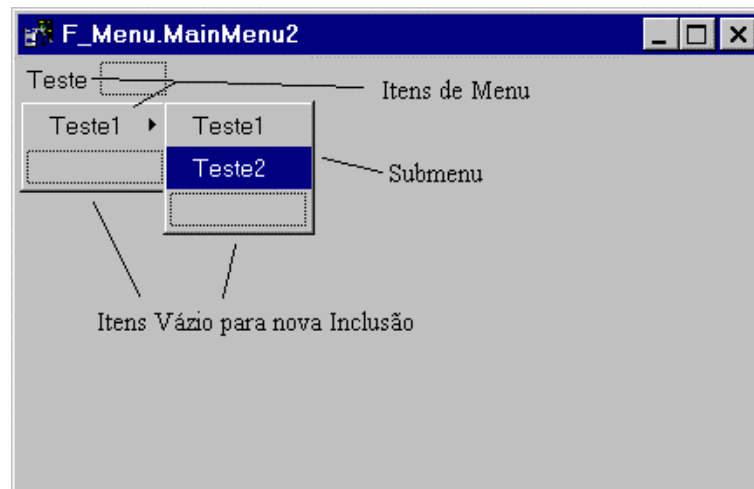 F_Menu.MainMenu2
Teste
Itens de Menu
Teste1 Teste1
Teste2
Submenu
Itens Vázio para nova Inclusão